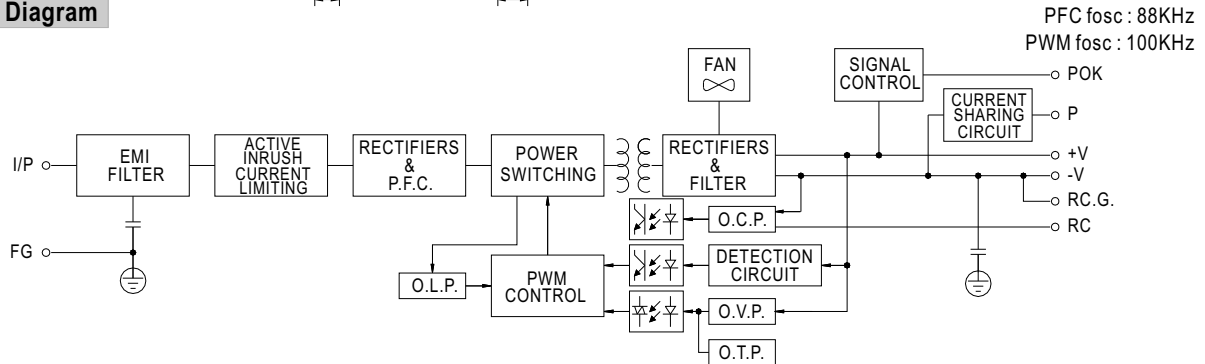 Diagram
PFC fosc : 88KHz
PWM fosc : 100KHz
FAN
SIGNAL
CONTROL
POK
CURRENT
SHARING
CIRCUIT
P
I/P
EMI
FILTER
ACTIVE
INRUSH
CURRENT
LIMITING
RECTIFIERS
&
P.F.C.
POWER
SWITCHING
RECTIFIERS
&
FILTER
+V
-V
RC.G.
O.C.P.
RC
FG
O.L.P.
PWM
CONTROL
DETECTION
CIRCUIT
O.V.P.
O.T.P.